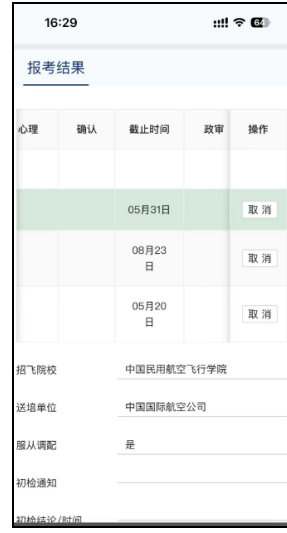 16:29
64
报考结果
心理 确认 截止时间 政审 操作
05月31日 取 消
08月23
日
取 消
05月20
日
取 消
招飞院校 中国民用航空飞行学院
送培单位 中国国际航空公司
服从调配 是
初检通知
初检结论/时间